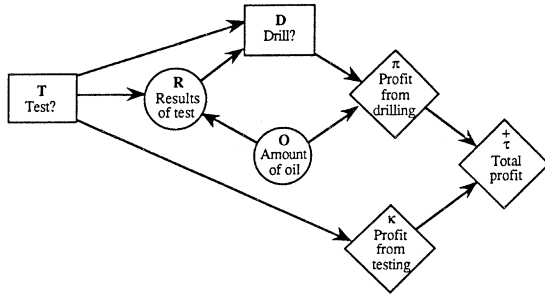 D
Drill?
T
Test?
R
Results
of test
π
Profit
from
drilling
O
Amount
of oil
+
τ
Total
profit
κ
Profit
from
testing